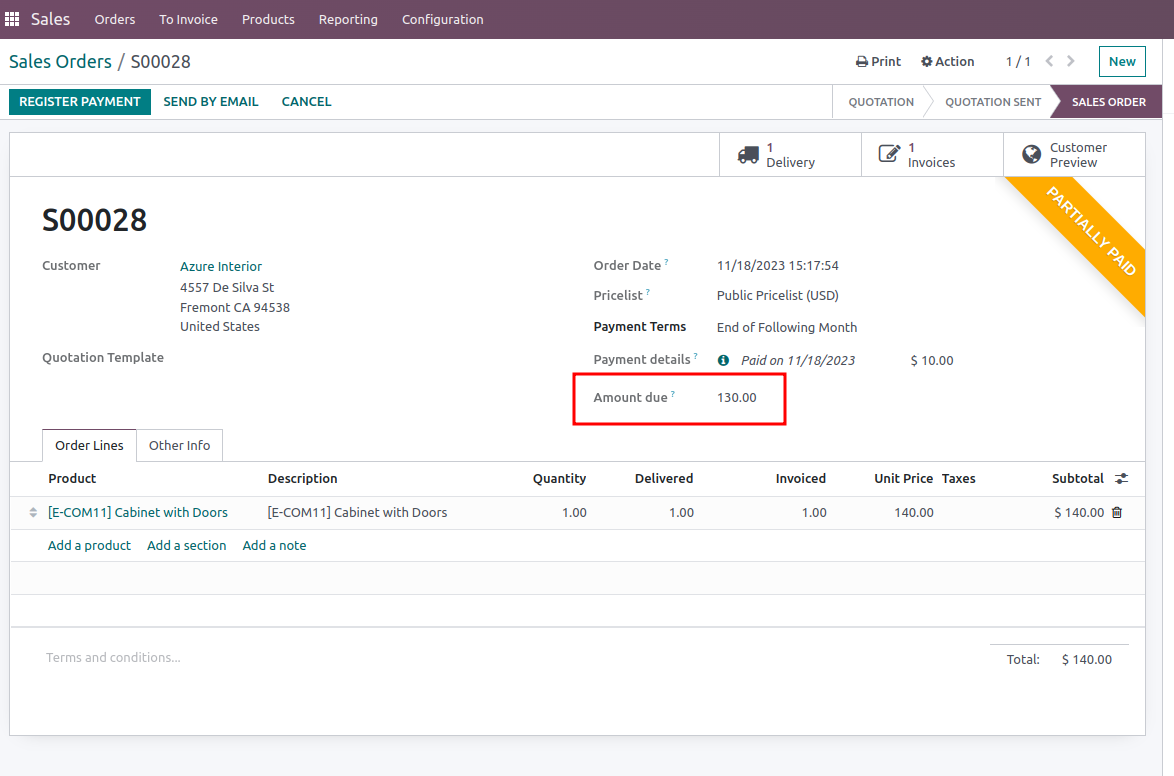 Sales Orders To Invoice Products Reporting Configuration
Sales Orders / S00028 Print Action 1 / 1 New
REGISTER PAYMENT SEND BY EMAIL CANCEL QUOTATION QUOTATION SENT SALES ORDER
1 Delivery
1 Invoices
Customer Preview
PARTIALLY PAID
S00028
Customer Azure Interior
4557 De Silva St
Fremont CA 94538
United States
Quotation Template
Order Date ? 11/18/2023 15:17:54
Pricelist ? Public Pricelist (USD)
Payment Terms End of Following Month
Payment details ? Paid on 11/18/2023 $ 10.00
Amount due ? 130.00
Order Lines Other Info
Product Description Quantity Delivered Invoiced Unit Price Taxes Subtotal
[E-COM11] Cabinet with Doors [E-COM11] Cabinet with Doors 1.00 1.00 1.00 140.00 $ 140.00
Add a product Add a section Add a note
Terms and conditions...
Total: $ 140.00